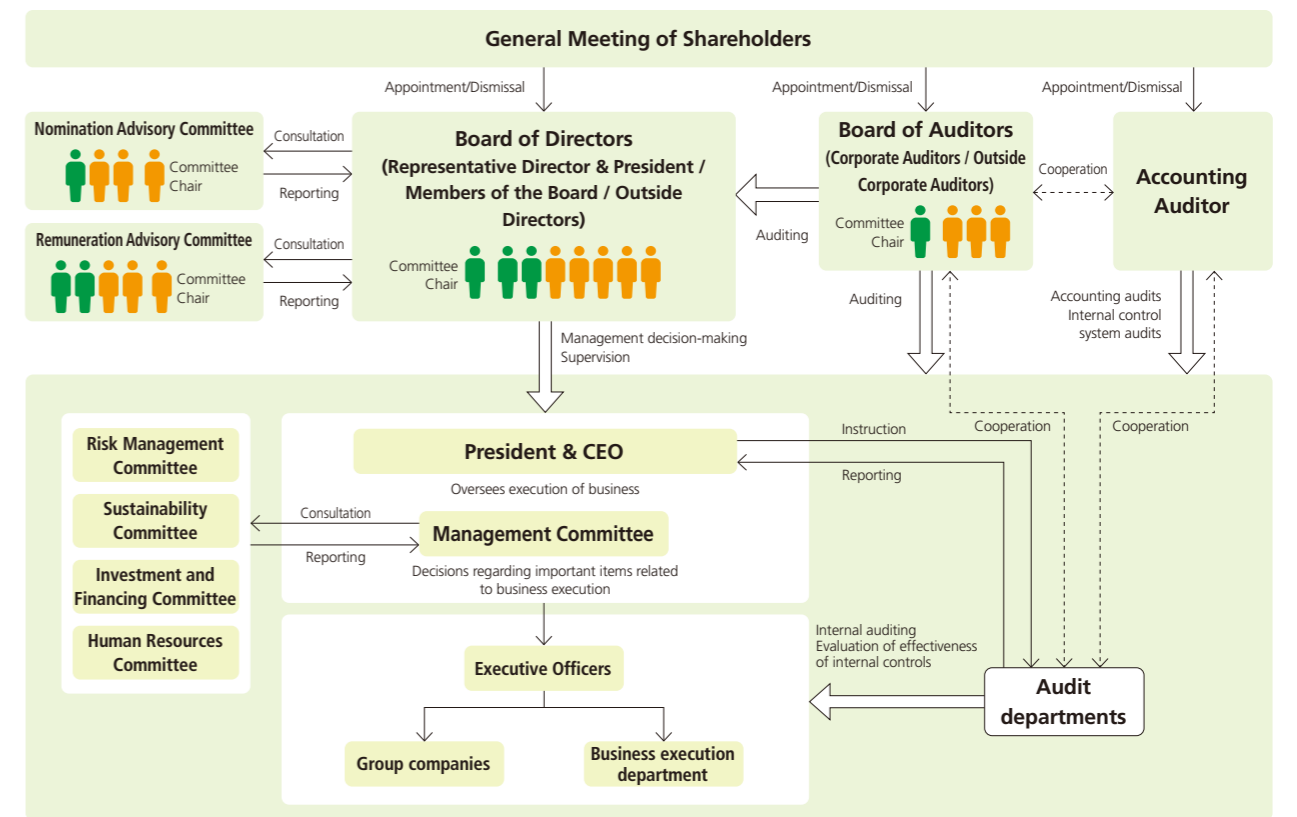 General Meeting of Shareholders
Appointment/Dismissal
Appointment/Dismissal
Appointment/Dismissal
Nomination Advisory Committee
Committee
Chair
Consultation
Reporting
Remuneration Advisory Committee
Committee
Chair
Consultation
Reporting
Board of Directors
(Representative Director & President /
Members of the Board / Outside
Directors)
Committee
Chair
Auditing
Board of Auditors
(Corporate Auditors / Outside
Corporate Auditors)
Committee
Chair
Cooperation
Accounting
Auditor
Management decision-making
Supervision
Auditing
Accounting audits
Internal control
system audits
Risk Management
Committee
Sustainability
Committee
Investment and
Financing Committee
Human Resources
Committee
Consultation
Reporting
President & CEO
Oversees execution of business
Management Committee
Decisions regarding important items related
to business execution
Instruction
Reporting
Cooperation
Cooperation
Executive Officers
Group companies
Business execution
department
Internal auditing
Evaluation of effectiveness
of internal controls
Audit
departments